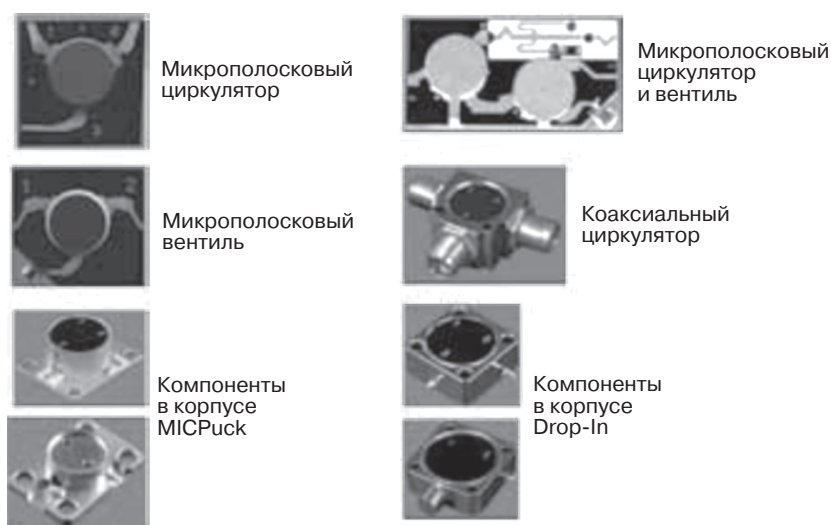 Микрополосковый
циркулятор
Микрополосковый
циркулятор
и вентиль
Микрополосковый
вентиль
Коаксиальный
циркулятор
Компоненты
в корпусе
MICPuck
Компоненты
в корпусе
Drop-In